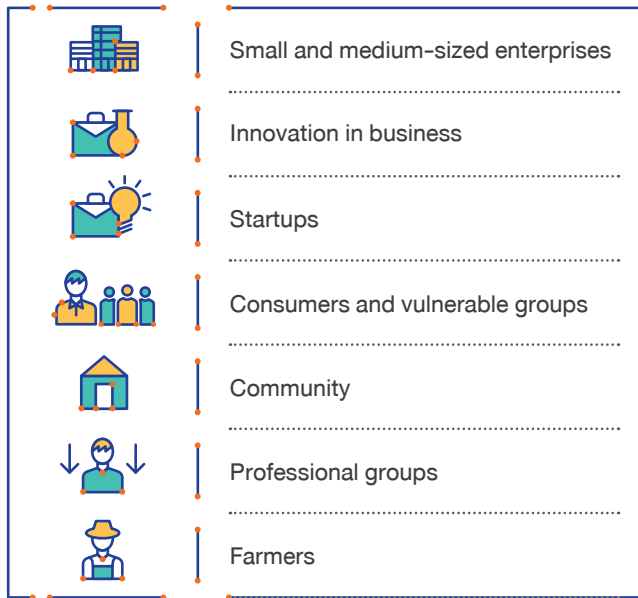 Small and medium-sized enterprises
Innovation in business
Startups
Consumers and vulnerable groups
Community
Professional groups
Farmers